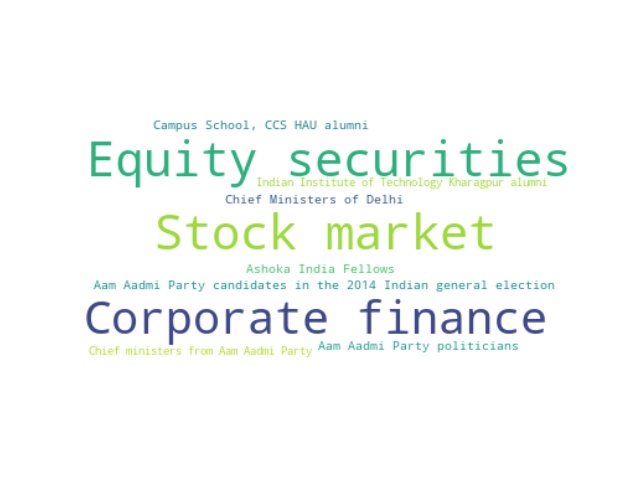 Campus School, CCS HAU alumni
Equity securities
Indian Institute of Technology Kharagpur alumni
Chief Ministers of Delhi
Stock market
Ashoka India Fellows
Aam Aadmi Party candidates in the 2014 Indian general election
Corporate finance
Aam Aadmi Party politicians
Chief ministers from Aam Aadmi Party